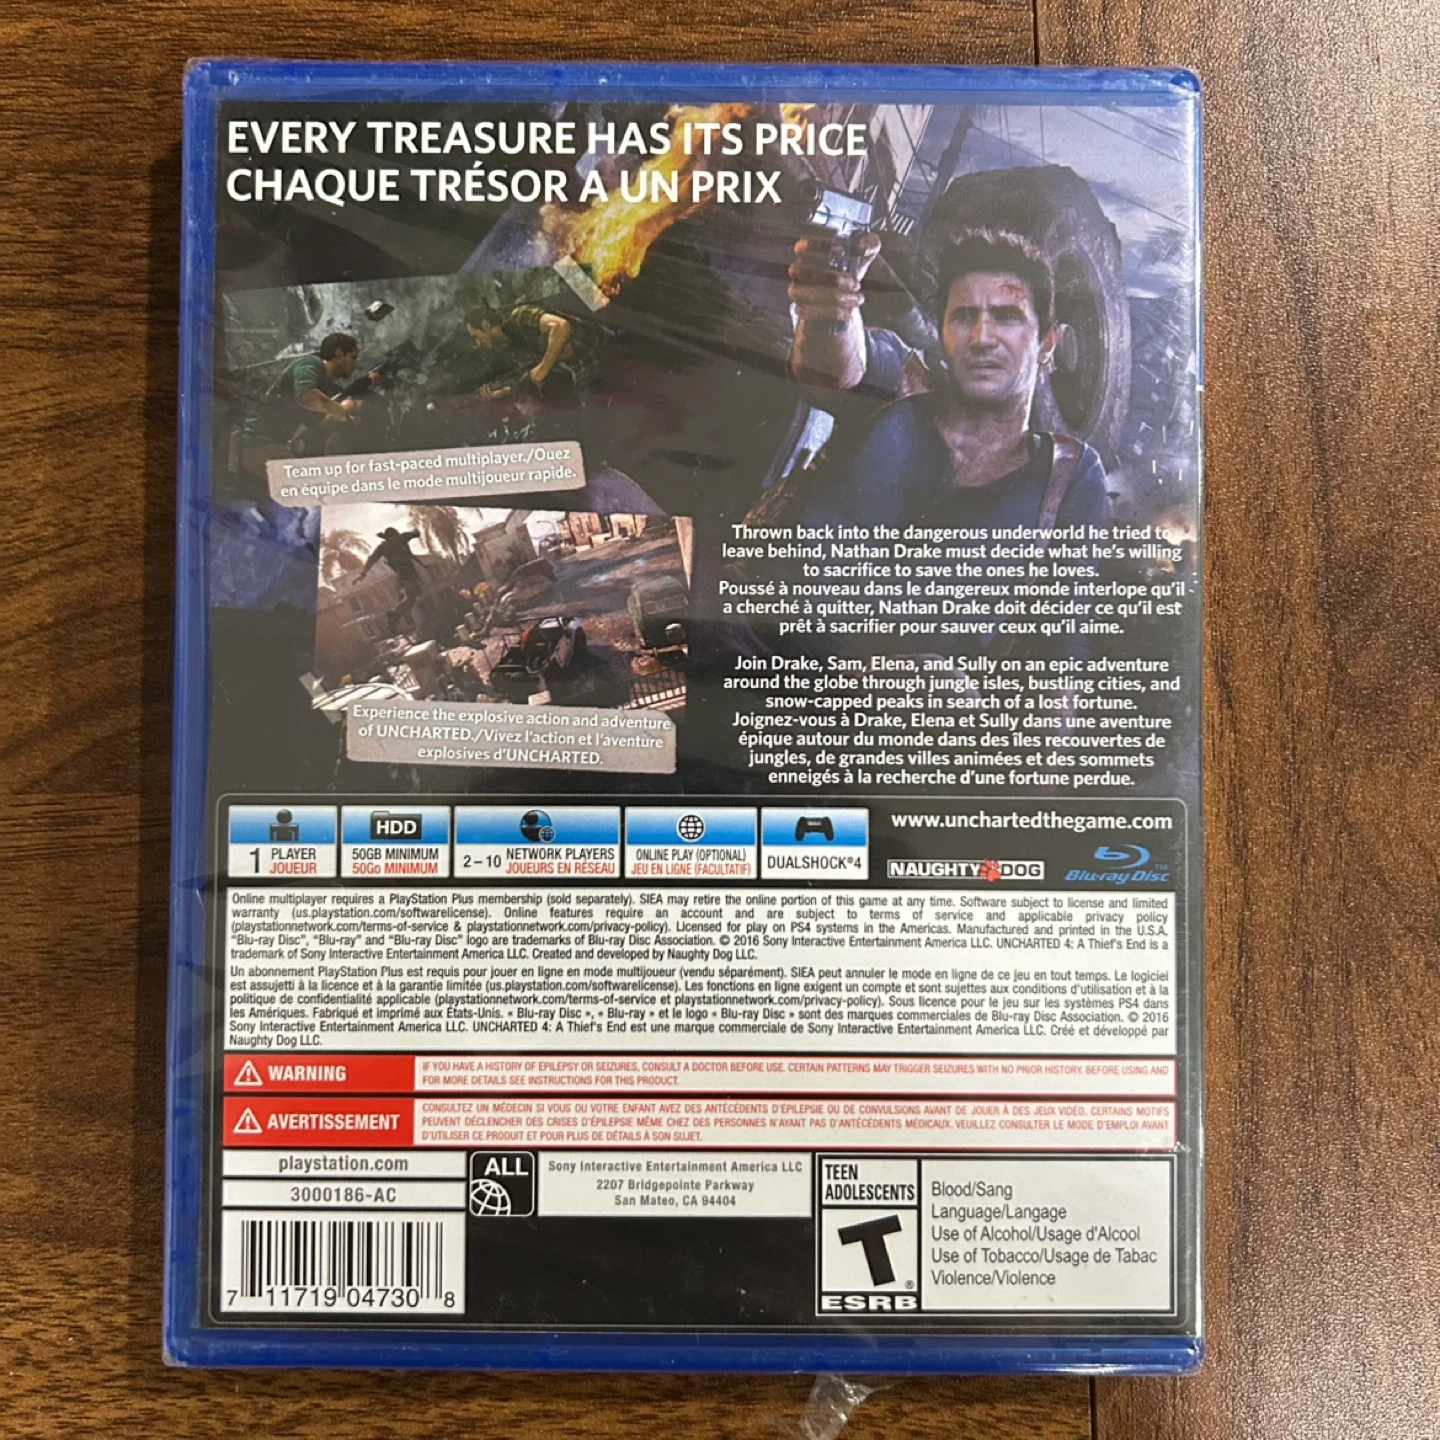 EVERY TREASURE HAS ITS PRICE
CHAQUE TRÉSOR A UN PRIX
Team up for fast-paced multiplayer./Ouez
en équipe dans le mode multijoueur rapide.
Experience the explosive action and adventure
of UNCHARTED./Vivez l'action et l'aventure
explosives d'UNCHARTED.
Thrown back into the dangerous underworld he tried to
leave behind, Nathan Drake must decide what he's willing
to sacrifice to save the ones he loves.
Poussé à nouveau dans le dangereux monde interlope qu'il
a cherché à quitter, Nathan Drake doit décider ce qu'il est
prêt à sacrifier pour sauver ceux qu'il aime.
Join Drake, Sam, Elena, and Sully on an epic adventure
around the globe through jungle isles, bustling cities, and
snow-capped peaks in search of a lost fortune.
Joignez-vous à Drake, Elena et Sully dans une aventure
épique autour du monde dans des îles recouvertes de
jungles, de grandes villes animées et des sommets
enneigés à la recherche d'une fortune perdue.
1 PLAYER
JOUEUR
HDD
50GB MINIMUM
50Go MINIMUM
2-10 NETWORK PLAYERS
JOUEURS EN RÉSEAU
ONLINE PLAY (OPTIONAL)
JEU EN LIGNE (FACULTATIF)
DUALSHOCK®4
www.unchartedthegame.com
NAUGHTY DOG
Blu-ray Disc™
Online multiplayer requires a PlayStation Plus membership (sold separately). SIEA may retire the online portion of this game at any time. Software subject to license and limited
warranty (us.playstation.com/softwarelicense). Online features require an account and are subject to terms of service and applicable privacy policy
(playstationnetwork.com/terms-of-service & playstationnetwork.com/privacy-policy). Licensed for play on PS4 systems in the Americas. Manufactured and printed in the U.S.A.
"Blu-ray Disc", "Blu-ray" and "Blu-ray Disc" logo are trademarks of Blu-ray Disc Association. © 2016 Sony Interactive Entertainment America LLC. UNCHARTED 4: A Thief's End is a
trademark of Sony Interactive Entertainment America LLC. Created and developed by Naughty Dog LLC.
Un abonnement PlayStation Plus est requis pour jouer en ligne en mode multijoueur (vendu séparément). SIEA peut annuler le mode en ligne de ce jeu en tout temps. Le logiciel
est assujetti à la licence et à la garantie limitée (us.playstation.com/softwarelicense). Les fonctions en ligne exigent un compte et sont sujettes aux conditions d'utilisation et à la
politique de confidentialité applicable (playstationnetwork.com/terms-of-service et playstationnetwork.com/privacy-policy). Sous licence pour le jeu sur les systèmes PS4 dans
les Amériques. Fabriqué et imprimé aux États-Unis. « Blu-ray Disc », « Blu-ray » et le logo « Blu-ray Disc » sont des marques commerciales de Blu-ray Disc Association. © 2016
Sony Interactive Entertainment America LLC. UNCHARTED 4: A Thief's End est une marque commerciale de Sony Interactive Entertainment America LLC. Créé et développé par
Naughty Dog LLC.
WARNING
IF YOU HAVE A HISTORY OF EPILEPSY OR SEIZURES, CONSULT A DOCTOR BEFORE USE. CERTAIN PATTERNS MAY TRIGGER SEIZURES WITH NO PRIOR HISTORY. BEFORE USING AND
FOR MORE DETAILS SEE INSTRUCTIONS FOR THIS PRODUCT.
AVERTISSEMENT
CONSULTEZ UN MÉDECIN SI VOUS OU VOTRE ENFANT AVEZ DES ANTÉCÉDENTS D'ÉPILEPSIE OU DE CONVULSIONS AVANT DE JOUER À DES JEUX VIDÉO. CERTAINS MOTIFS
PEUVENT DÉCLENCHER DES CRISES D'ÉPILEPSIE MÊME CHEZ DES PERSONNES N'AYANT PAS D'ANTÉCÉDENTS MÉDICAUX. VEUILLEZ CONSULTER LE MODE D'EMPLOI AVANT
D'UTILISER CE PRODUIT ET POUR PLUS DE DÉTAILS À SON SUJET.
playstation.com
3000186-AC
7 11719 04730 8
ALL
Sony Interactive Entertainment America LLC
2207 Bridgepointe Parkway
San Mateo, CA 94404
TEEN
ADOLESCENTS
T®
ESRB
Blood/Sang
Language/Langage
Use of Alcohol/Usage d'Alcool
Use of Tobacco/Usage de Tabac
Violence/Violence